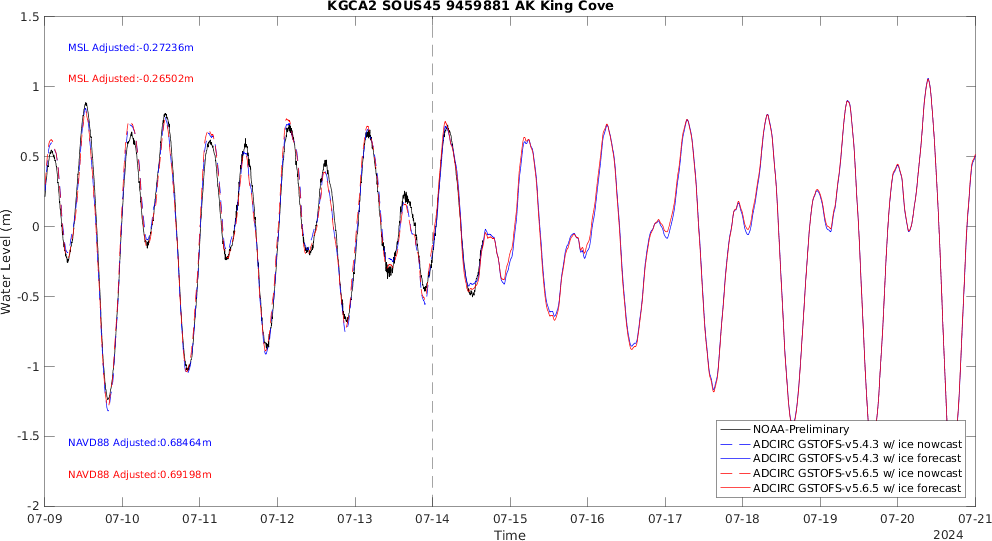 KGCA2 SOUS45 9459881 AK King Cove
1.5
1
0.5
0
-0.5
-1
-1.5
-2
Water Level (m)
MSL Adjusted:-0.27236m
MSL Adjusted:-0.26502m
NAVD88 Adjusted:0.68464m
NAVD88 Adjusted:0.69198m
NOAA-Preliminary
ADCIRC GSTOFS-v5.4.3 w/ ice nowcast
ADCIRC GSTOFS-v5.4.3 w/ ice forecast
ADCIRC GSTOFS-v5.6.5 w/ ice nowcast
ADCIRC GSTOFS-v5.6.5 w/ ice forecast
07-09 07-10 07-11 07-12 07-13 07-14 07-15 07-16 07-17 07-18 07-19 07-20 07-21
Time
2024